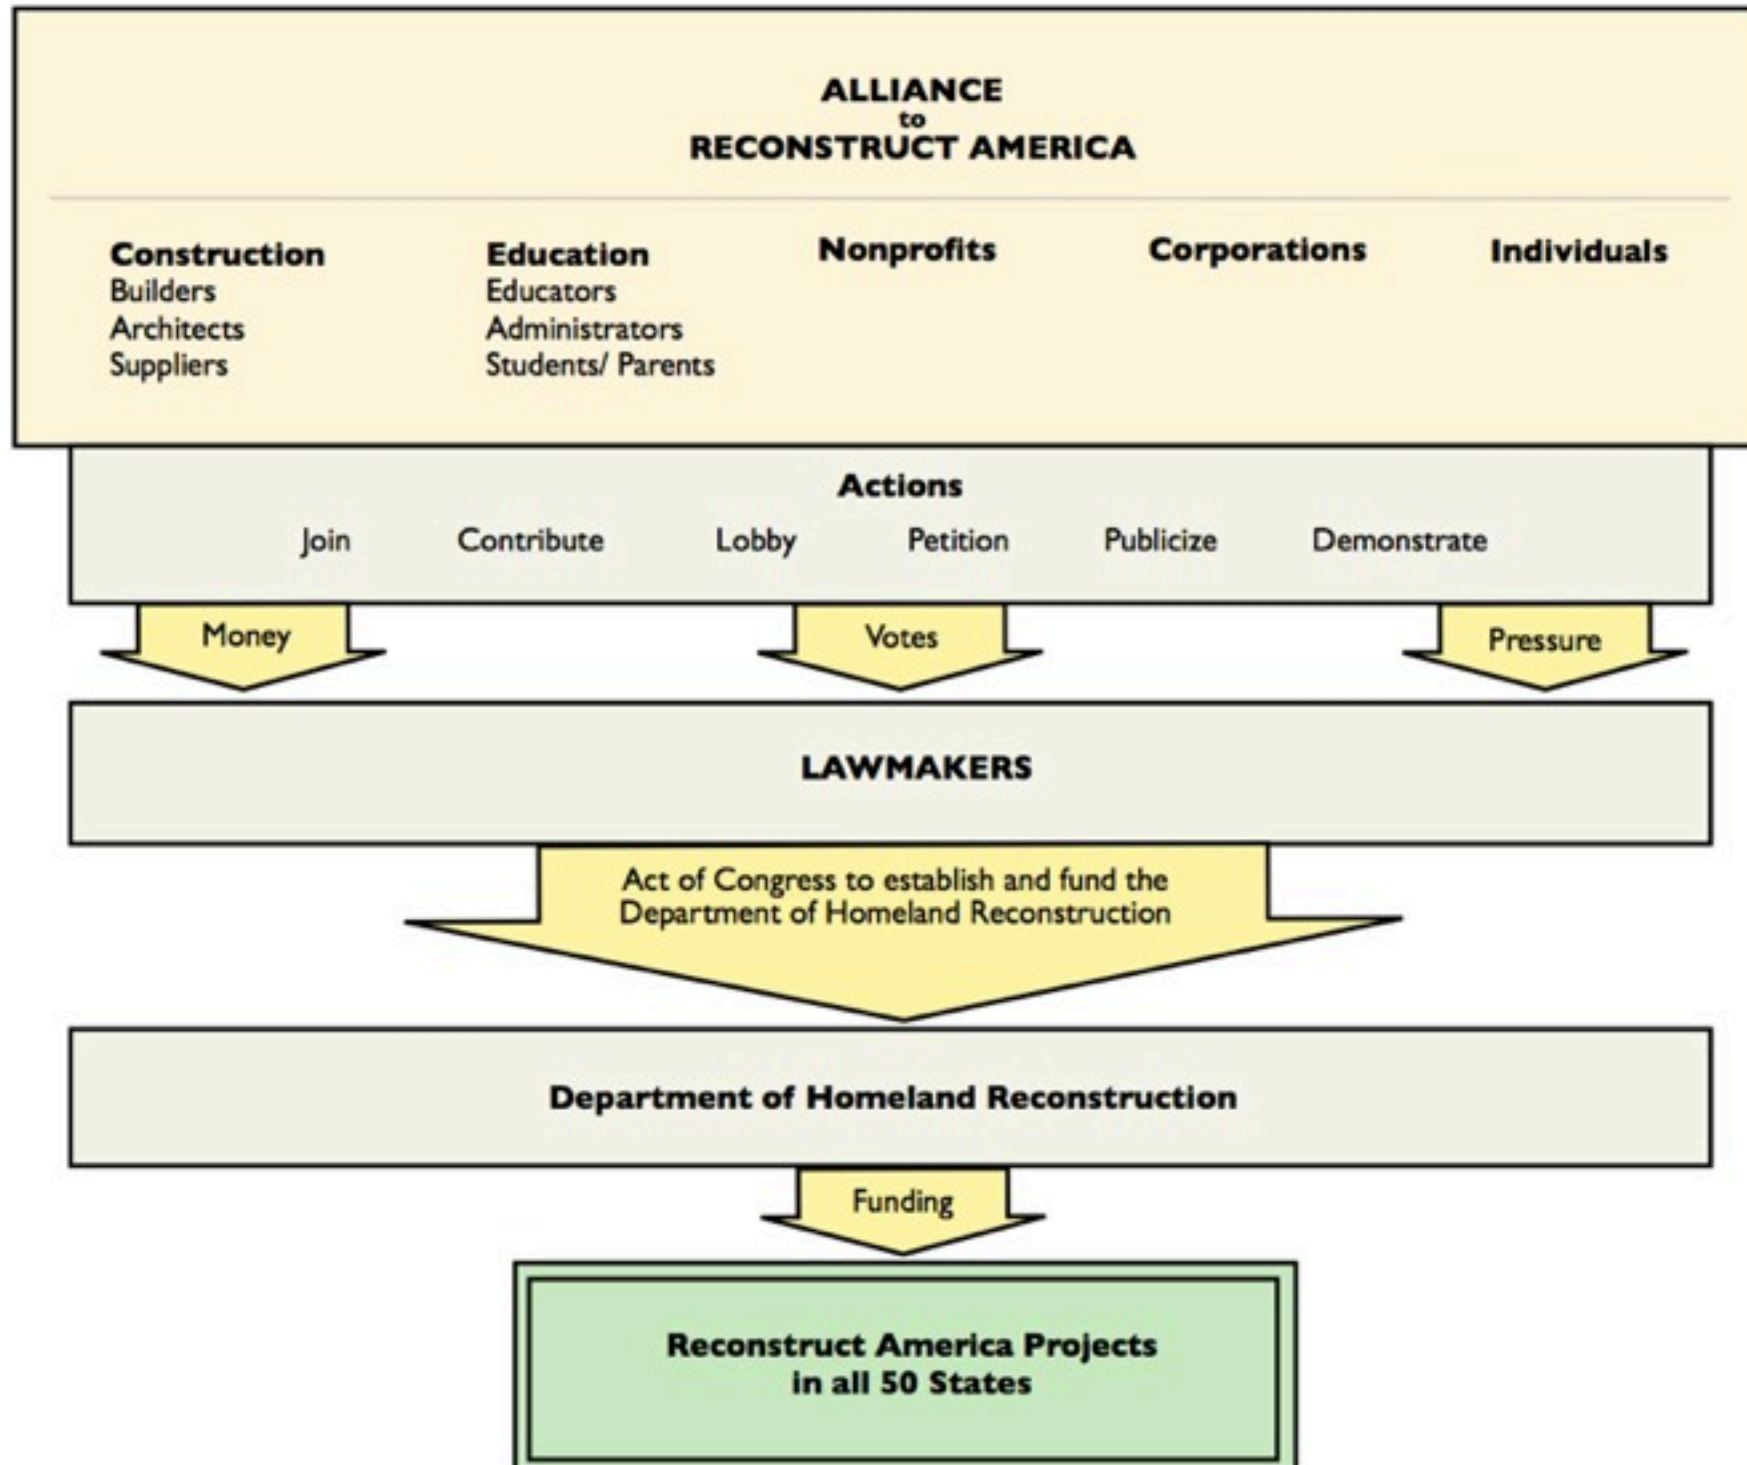 ALLIANCE
to
RECONSTRUCT AMERICA
Construction
Builders
Architects
Suppliers
Education
Educators
Administrators
Students/ Parents
Nonprofits
Corporations
Individuals
Actions
Join Contribute Lobby Petition Publicize Demonstrate
Money Votes Pressure
LAWMAKERS
Act of Congress to establish and fund the
Department of Homeland Reconstruction
Department of Homeland Reconstruction
Funding
Reconstruct America Projects
in all 50 States